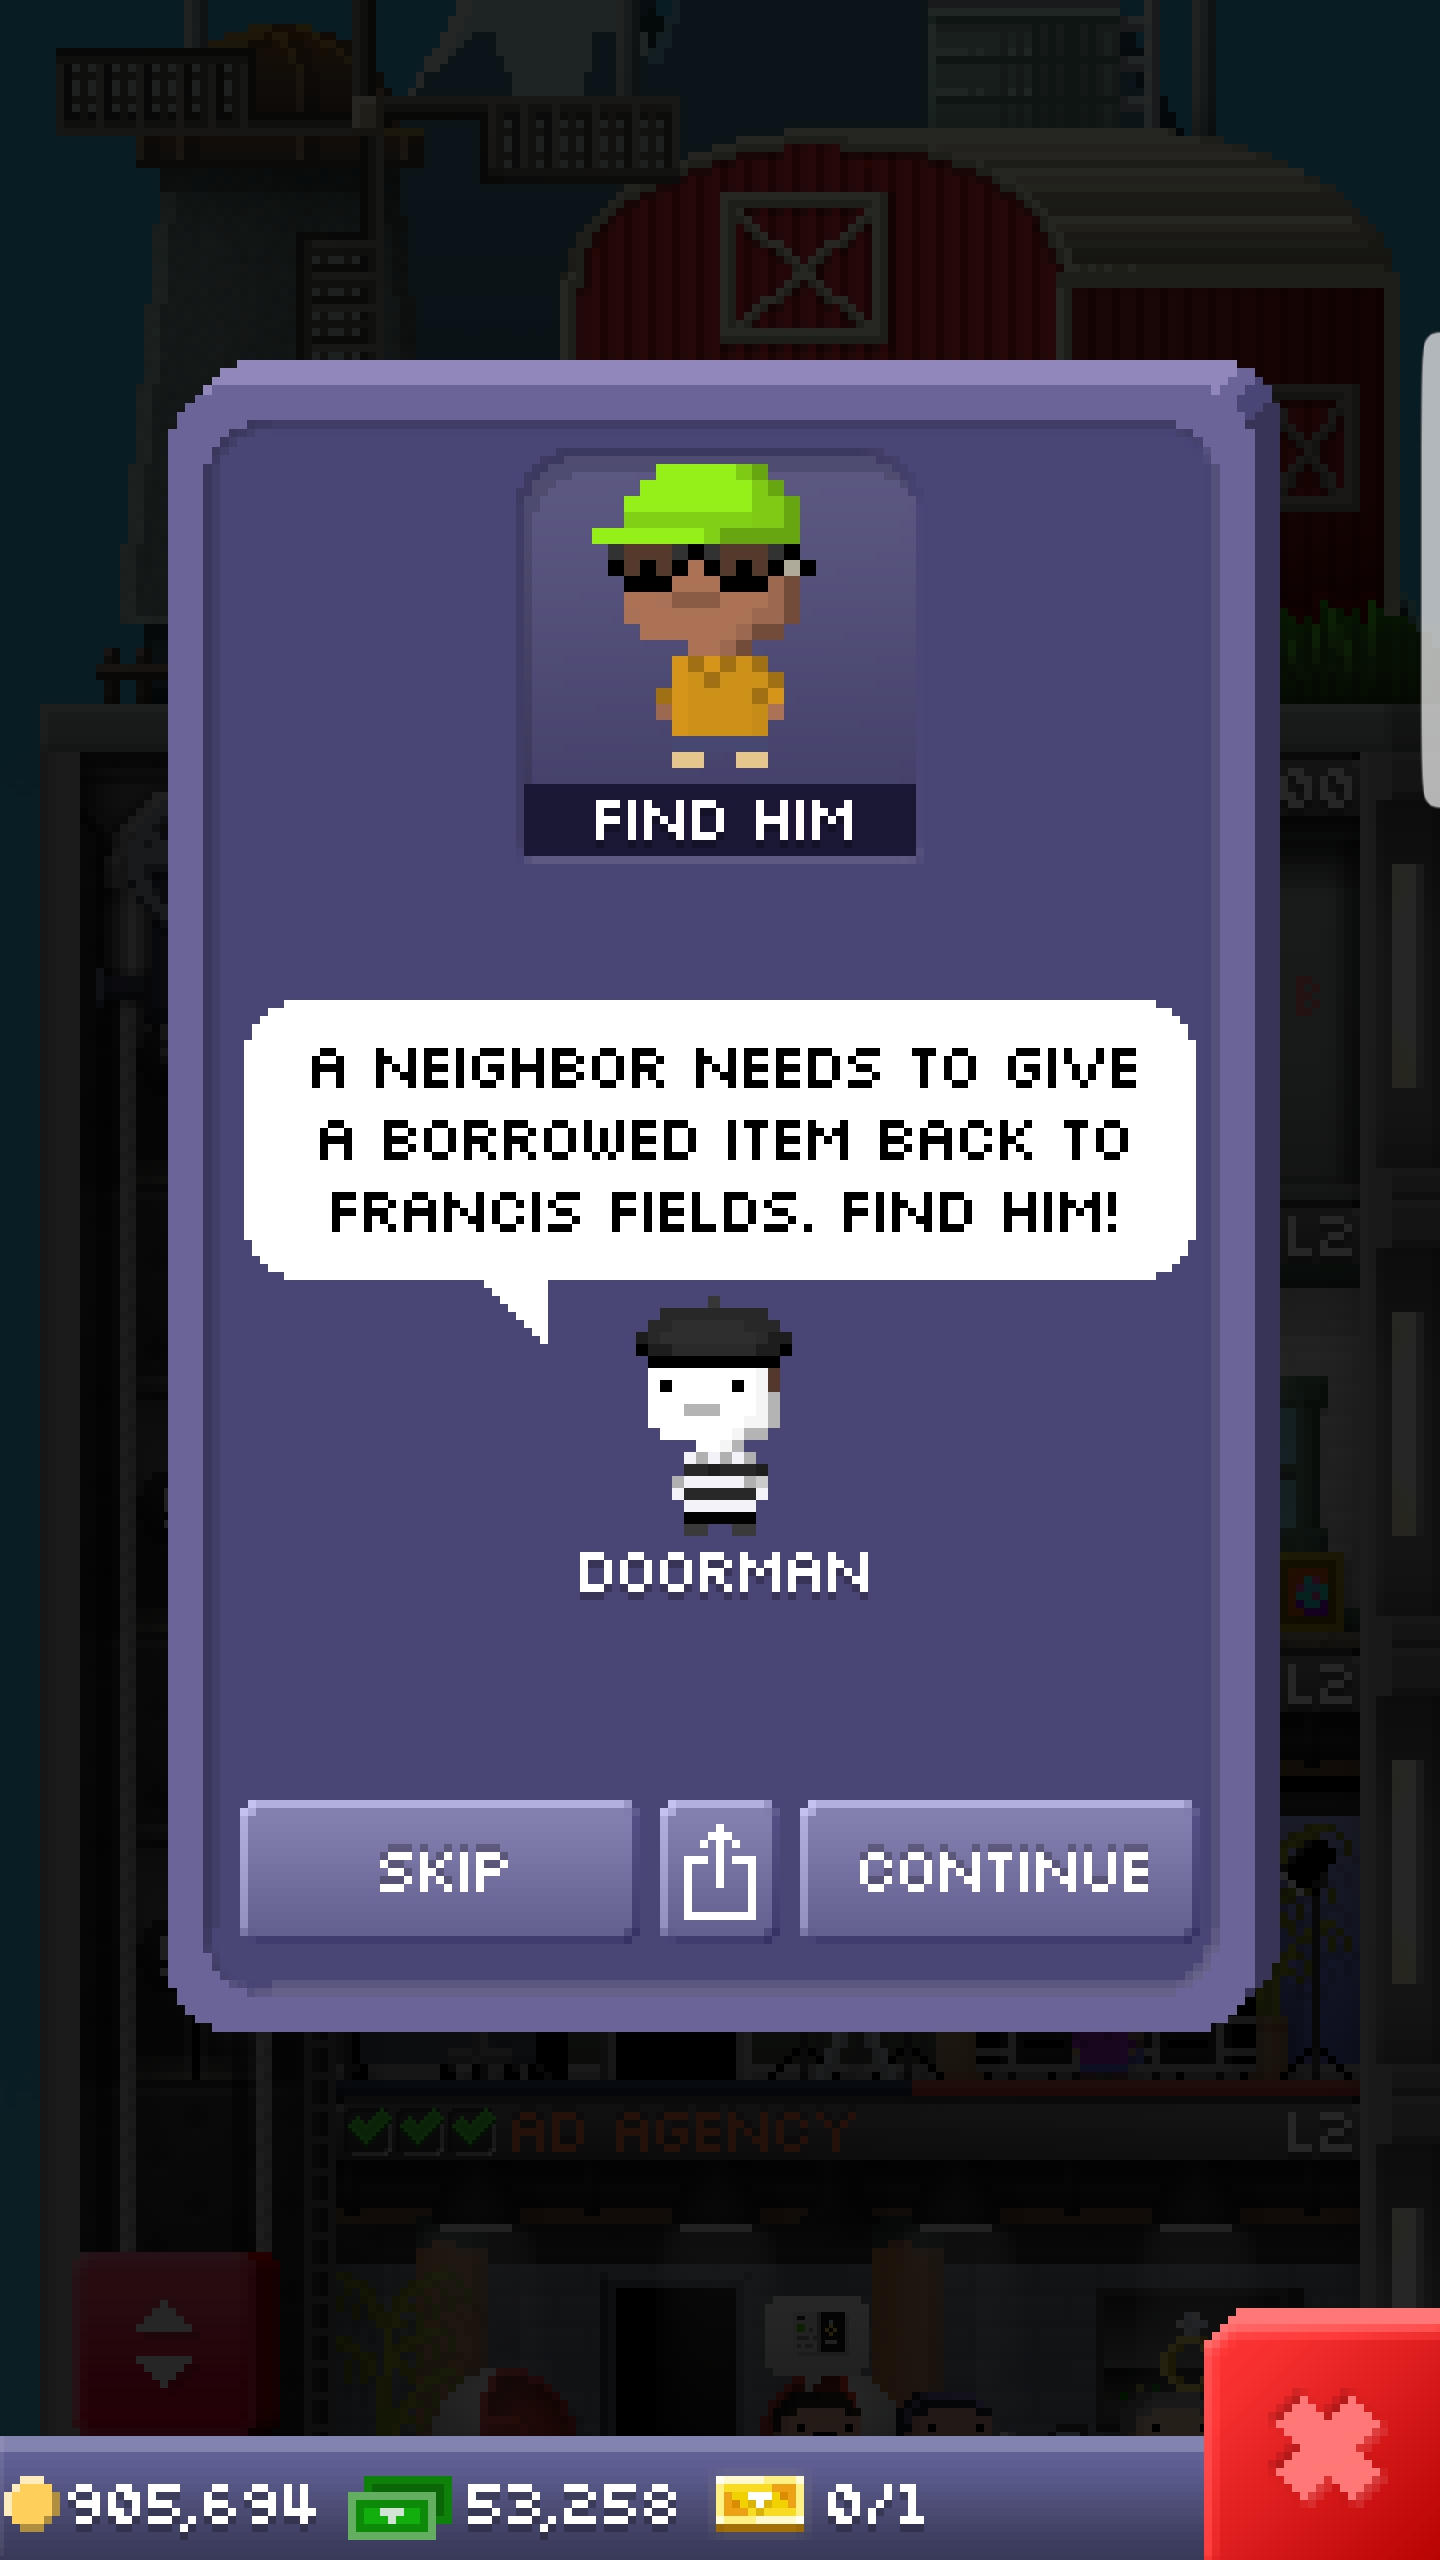 FIND HIM
A NEIGHBOR NEEDS TO GIVE
A BORROWED ITEM BACK TO
FRANCIS FIELDS. FIND HIM!
DOORMAN
SKIP
CONTINUE
00
B
L2
L2
AD AGENCY
L2
905,694
53,258
0/1